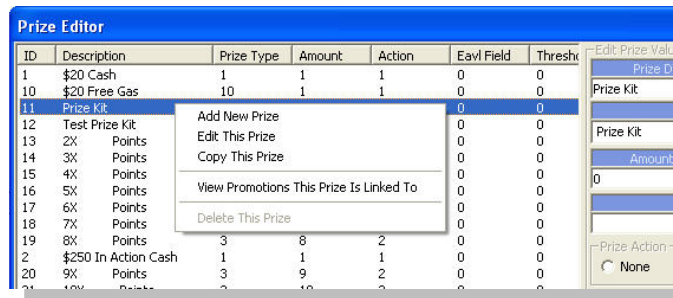 Prize Editor
ID Description Prize Type Amount Action Eavl Field Thresho
1 $20 Cash 1 1 1 0 0
10 $20 Free Gas 10 1 1 0 0
11 Prize Kit 0 0
12 Test Prize Kit 0 0
13 2X Points 0 0
14 3X Points 0 0
15 4X Points 0 0
16 5X Points 0 0
17 6X Points 0 0
18 7X Points 0 0
19 8X Points 3 8 2 0 0
2 $250 In Action Cash 1 1 1 0 0
20 9X Points 3 9 2 0 0
Add New Prize
Edit This Prize
Copy This Prize
View Promotions This Prize Is Linked To
Delete This Prize
Edit Prize Valu
Prize D
Prize Kit
Prize Kit
Amount
0
Prize Action
None